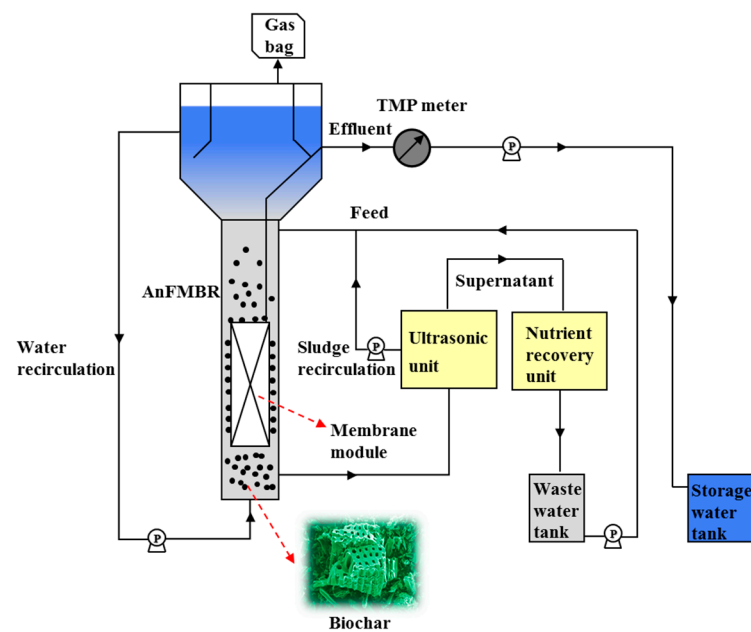 Gas
bag
TMP meter
Effluent
P
Feed
AnFMBR
Supernatant
Water
recirculation
Sludge
recirculation
P
Ultrasonic
unit
Nutrient
recovery
unit
Membrane
module
Waste
water
tank
Storage
water
tank
P
P
Biochar